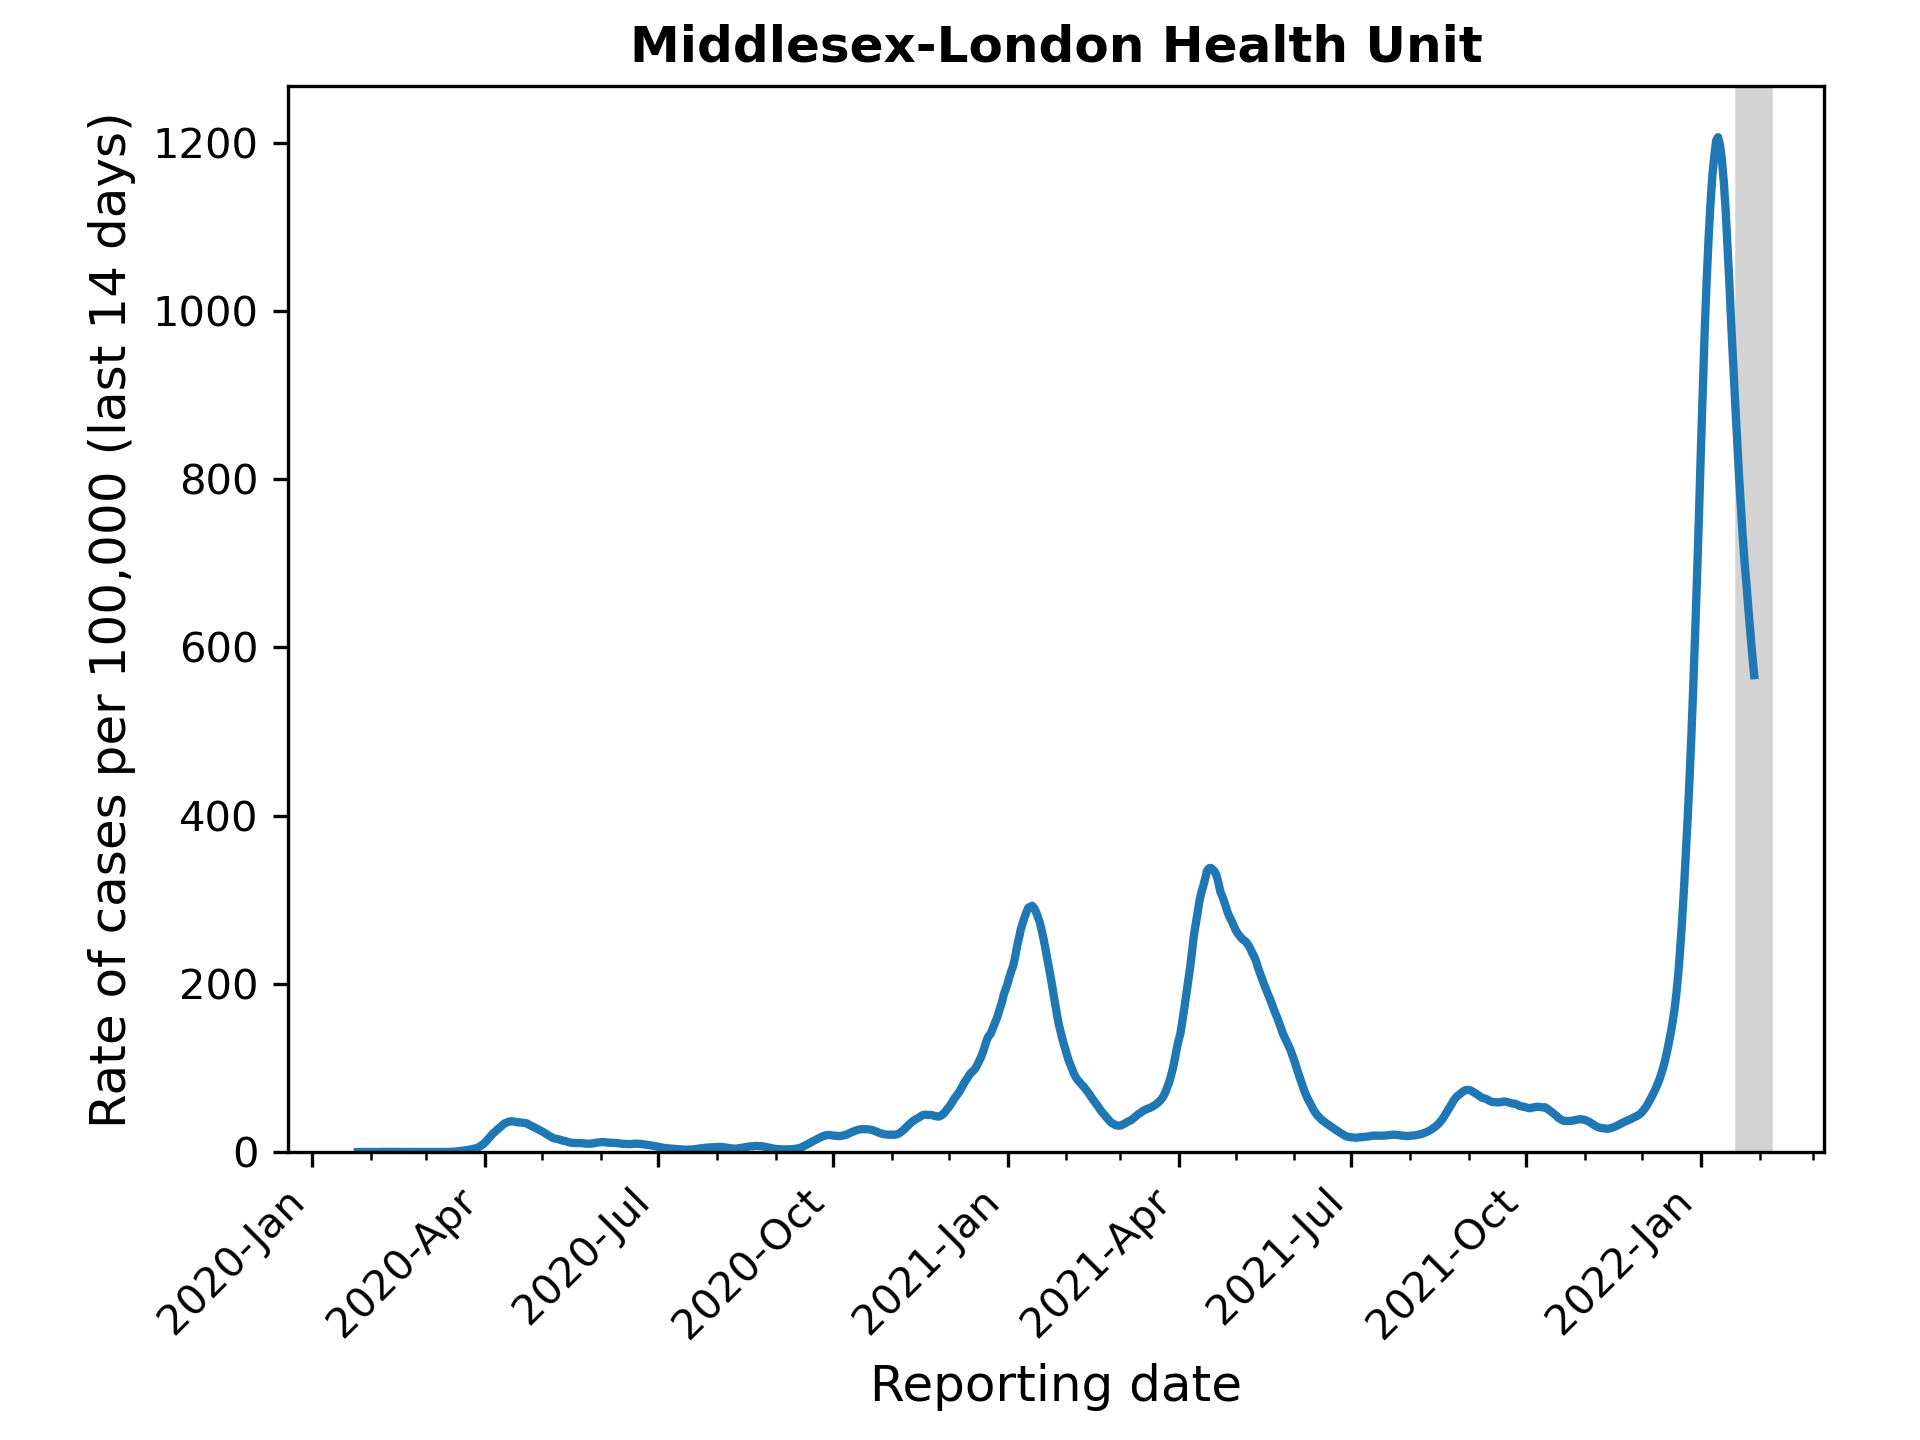 Middlesex-London Health Unit
Rate of cases per 100,000 (last 14 days)
1200
1000
800
600
400
200
0
2020-Jan
2020-Apr
2020-Jul
2020-Oct
2021-Jan
2021-Apr
2021-Jul
2021-Oct
2022-Jan
Reporting date